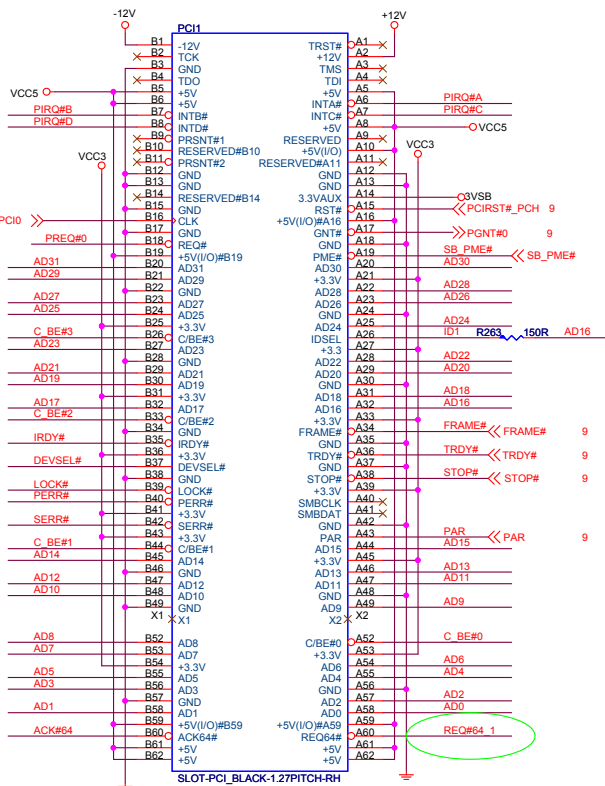 -12V +12V
PCI1
B1 -12V TRST# A1
B2 TCK +12V A2
B3 GND TMS A3
B4 TDO TDI A4
VCC5 B5 +5V +5V A5
B6 +5V INTA# A6 PIRQ#A
PIRQ#B B7 INTB# INTC# A7 PIRQ#C
PIRQ#D B8 INTD# +5V A8 VCC5
B9 PRSNT#1 RESERVED A9
B10 RESERVED#B10 +5V(I/O) A10
VCC3 B11 PRSNT#2 RESERVED#A11 A11 VCC3
B12 GND GND A12
B13 GND GND A13
B14 RESERVED#B14 3.3VAUX A14 3VSB
B15 GND RST# A15 PCIRST#_PCH 9
PCI0 B16 CLK +5V(I/O)#A16 A16
B17 GND GNT# A17 PGNT#0 9
PREQ#0 B18 REQ# GND A18
B19 +5V(I/O)#B19 PME# A19 SB_PME# SB_PME#
AD31 B20 AD31 AD30 A20 AD30
AD29 B21 AD29 +3.3V A21
B22 GND AD28 A22 AD28
AD27 B23 AD27 AD26 A23 AD26
AD25 B24 AD25 GND A24
B25 +3.3V AD24 A25 AD24
C_BE#3 B26 C/BE#3 IDSEL A26 ID1 R263 150R AD16
AD23 B27 AD23 +3.3 A27
B28 GND AD22 A28 AD22
AD21 B29 AD21 AD20 A29 AD20
AD19 B30 AD19 GND A30
B31 +3.3V AD18 A31 AD18
AD17 B32 AD17 AD16 A32 AD16
C_BE#2 B33 C/BE#2 +3.3V A33
B34 GND FRAME# A34 FRAME# FRAME# 9
IRDY# B35 IRDY# GND A35
B36 +3.3V TRDY# A36 TRDY# TRDY# 9
DEVSEL# B37 DEVSEL# GND A37
B38 GND STOP# A38 STOP# STOP# 9
LOCK# B39 LOCK# +3.3V A39
PERR# B40 PERR# SMBCLK A40
B41 +3.3V SMBDAT A41
SERR# B42 SERR# GND A42
B43 +3.3V PAR A43 PAR PAR 9
C_BE#1 B44 C/BE#1 AD15 A44 AD15
AD14 B45 AD14 +3.3V A45
B46 GND AD13 A46 AD13
AD12 B47 AD12 AD11 A47 AD11
AD10 B48 AD10 GND A48
B49 GND AD9 A49 AD9
X1 X1 X2 X2
AD8 B52 AD8 C/BE#0 A52 C_BE#0
AD7 B53 AD7 +3.3V A53
B54 +3.3V AD6 A54 AD6
AD5 B55 AD5 AD4 A55 AD4
AD3 B56 AD3 GND A56
B57 GND AD2 A57 AD2
AD1 B58 AD1 AD0 A58 AD0
B59 +5V(I/O)#B59 +5V(I/O)#A59 A59
ACK#64 B60 ACK64# REQ64# A60 REQ#64_1
B61 +5V +5V A61
B62 +5V +5V A62
SLOT-PCI_BLACK-1.27PITCH-RH